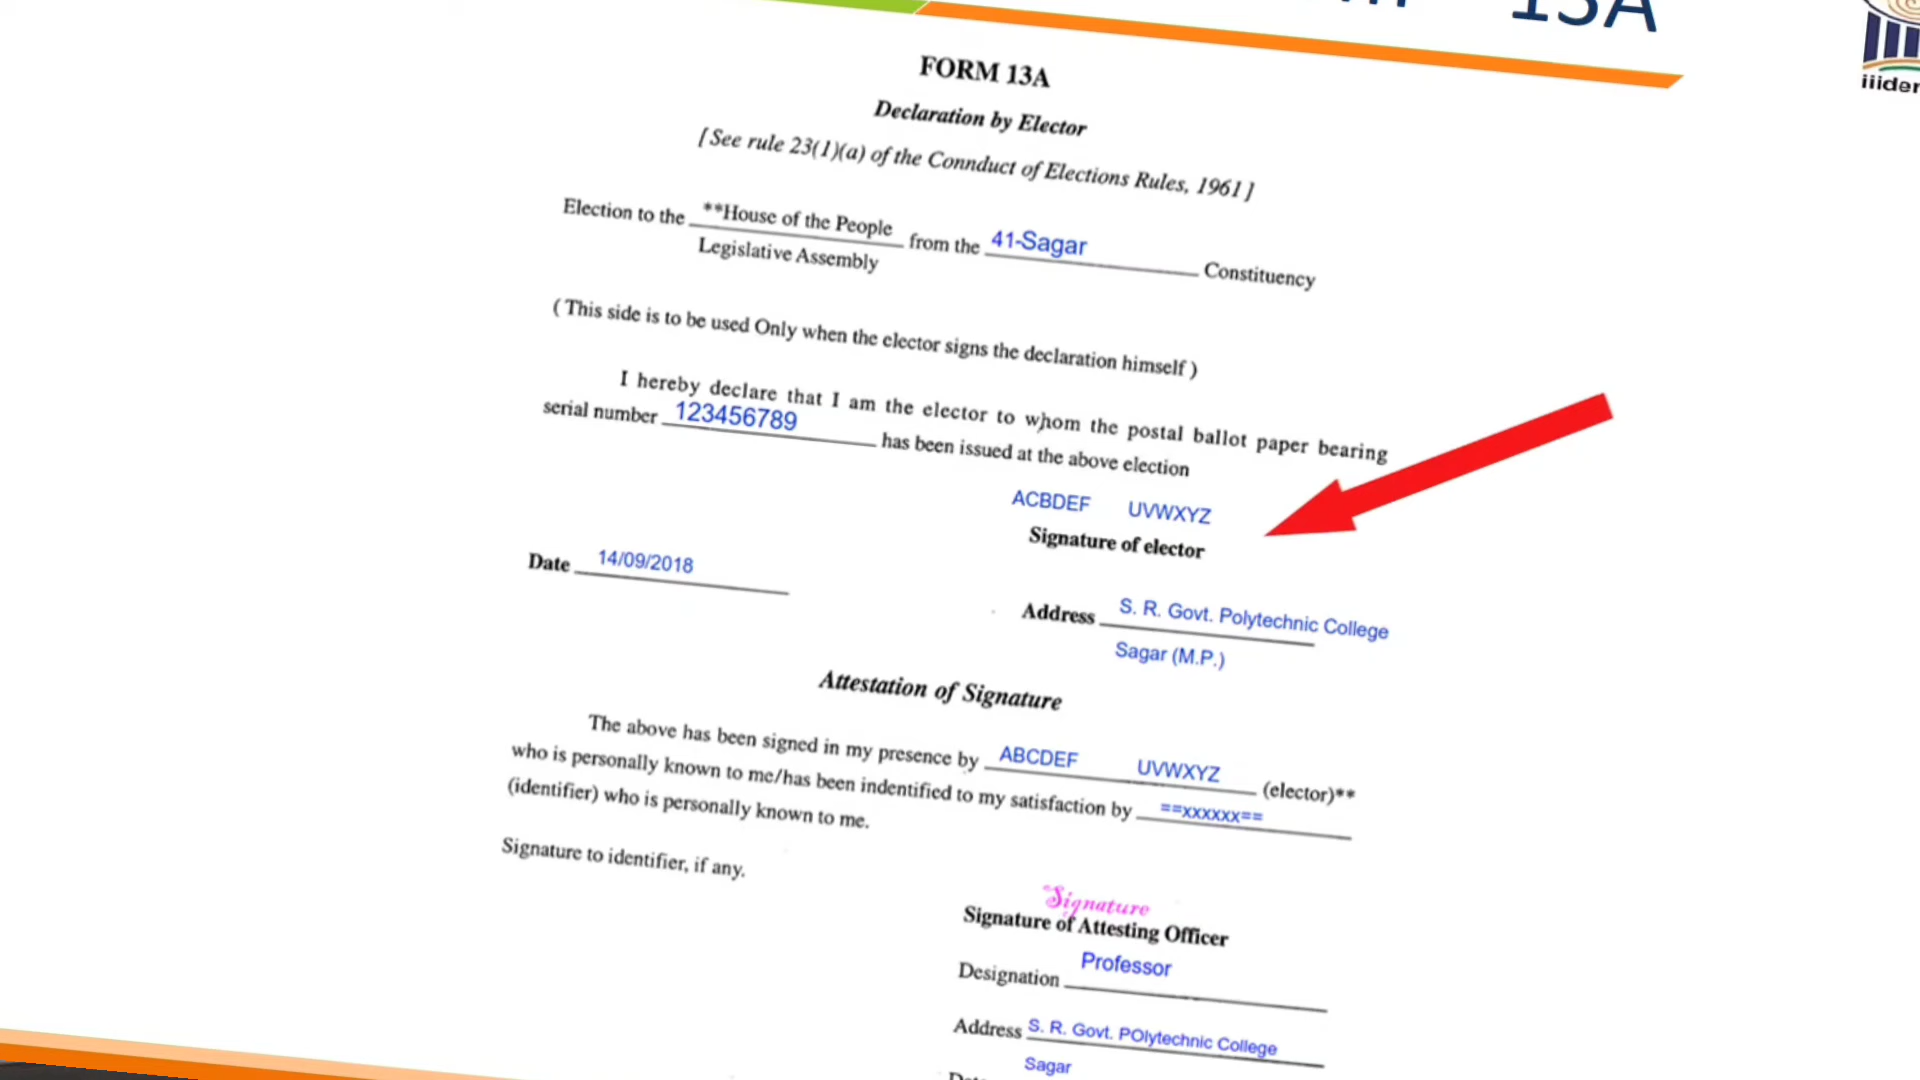 13A
iiider
FORM 13A
Declaration by Elector
[ See rule 23(1)(a) of the Connduct of Elections Rules, 1961 ]
Election to the **House of the People from the 41-Sagar Constituency
Legislative Assembly
( This side is to be used Only when the elector signs the declaration himself )
I hereby declare that I am the elector to whom the postal ballot paper bearing
serial number 123456789 has been issued at the above election
ACBDEF UVWXYZ
Signature of elector
Date 14/09/2018
Address S. R. Govt. Polytechnic College
Sagar (M.P.)
Attestation of Signature
The above has been signed in my presence by ABCDEF UVWXYZ (elector)**
who is personally known to me/has been indentified to my satisfaction by ==xxxxxx==
(identifier) who is personally known to me.
Signature to identifier, if any.
Signature
Signature of Attesting Officer
Designation Professor
Address S. R. Govt. POlytechnic College
Sagar